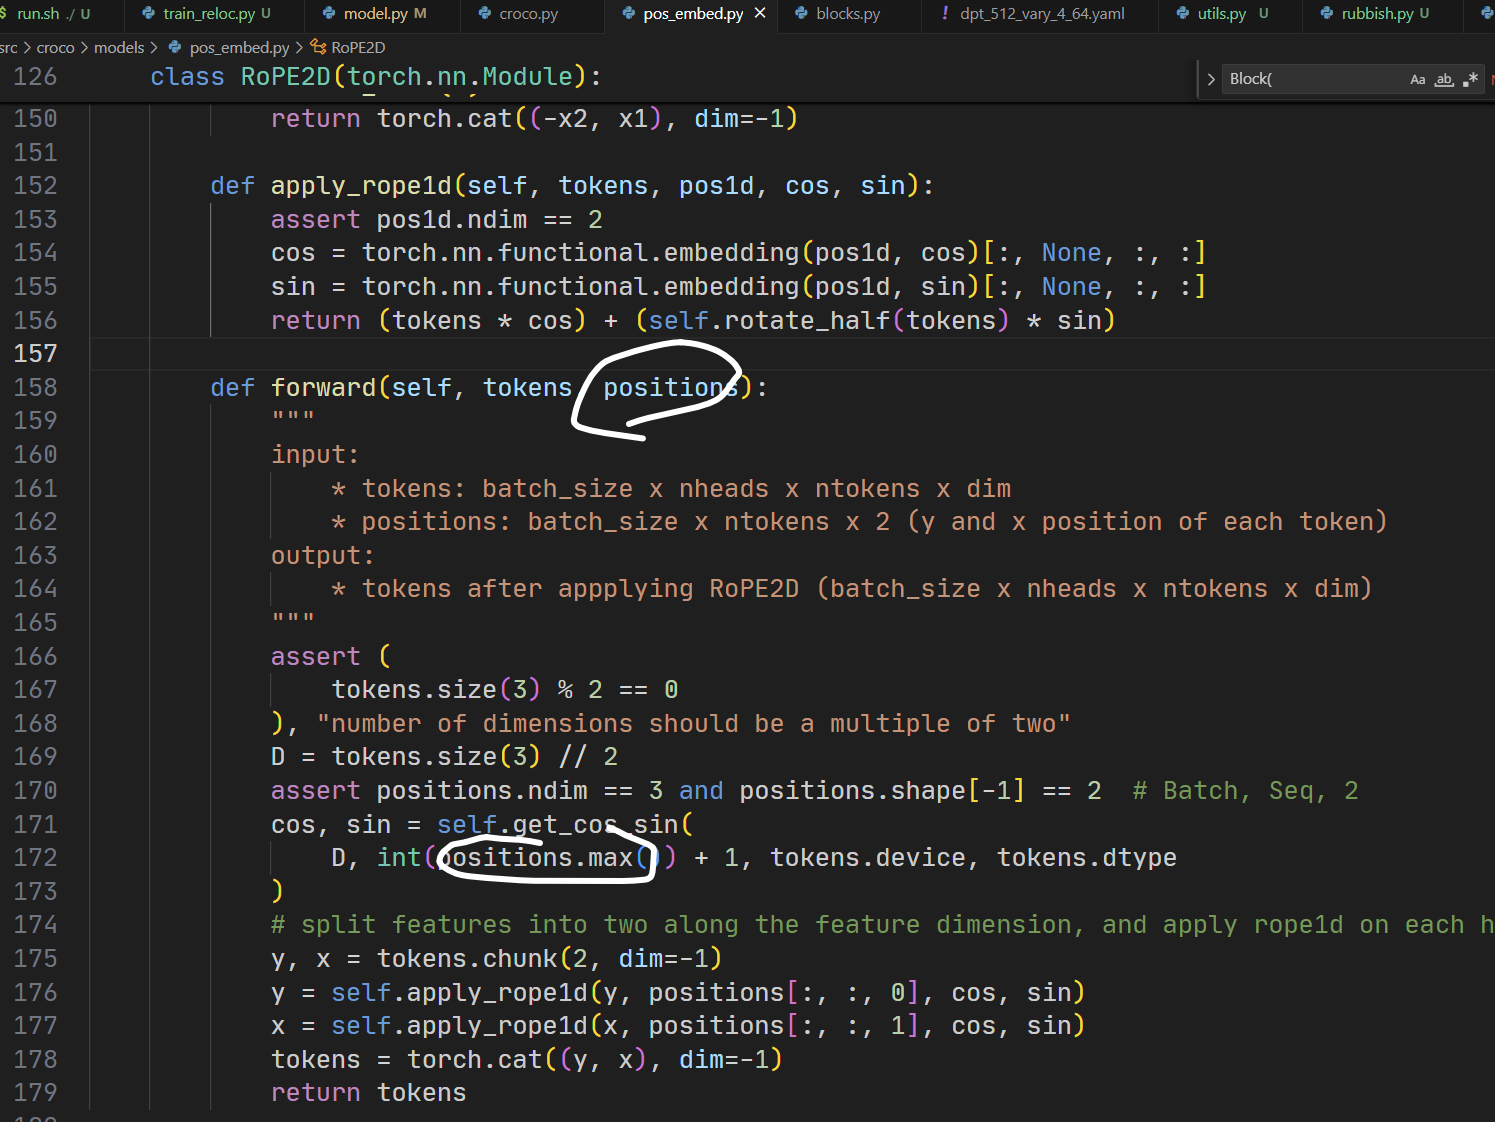 run.sh ./ U train_reloc.py U model.py M croco.py pos_embed.py blocks.py ! dpt_512_vary_4_64.yaml utils.py U rubbish.py U
src > croco > models > pos_embed.py > RoPE2D
126 class RoPE2D(torch.nn.Module):
> Block( Aa ab .*
150 return torch.cat((-x2, x1), dim=-1)
151
152 def apply_rope1d(self, tokens, pos1d, cos, sin):
153 assert pos1d.ndim == 2
154 cos = torch.nn.functional.embedding(pos1d, cos)[:, None, :, :]
155 sin = torch.nn.functional.embedding(pos1d, sin)[:, None, :, :]
156 return (tokens * cos) + (self.rotate_half(tokens) * sin)
157
158 def forward(self, tokens, positions):
159 """
160 input:
161 * tokens: batch_size x nheads x ntokens x dim
162 * positions: batch_size x ntokens x 2 (y and x position of each token)
163 output:
164 * tokens after appplying RoPE2D (batch_size x nheads x ntokens x dim)
165 """
166 assert (
167 tokens.size(3) % 2 == 0
168 ), "number of dimensions should be a multiple of two"
169 D = tokens.size(3) // 2
170 assert positions.ndim == 3 and positions.shape[-1] == 2 # Batch, Seq, 2
171 cos, sin = self.get_cos_sin(
172 D, int(positions.max()) + 1, tokens.device, tokens.dtype
173 )
174 # split features into two along the feature dimension, and apply rope1d on each h
175 y, x = tokens.chunk(2, dim=-1)
176 y = self.apply_rope1d(y, positions[:, :, 0], cos, sin)
177 x = self.apply_rope1d(x, positions[:, :, 1], cos, sin)
178 tokens = torch.cat((y, x), dim=-1)
179 return tokens